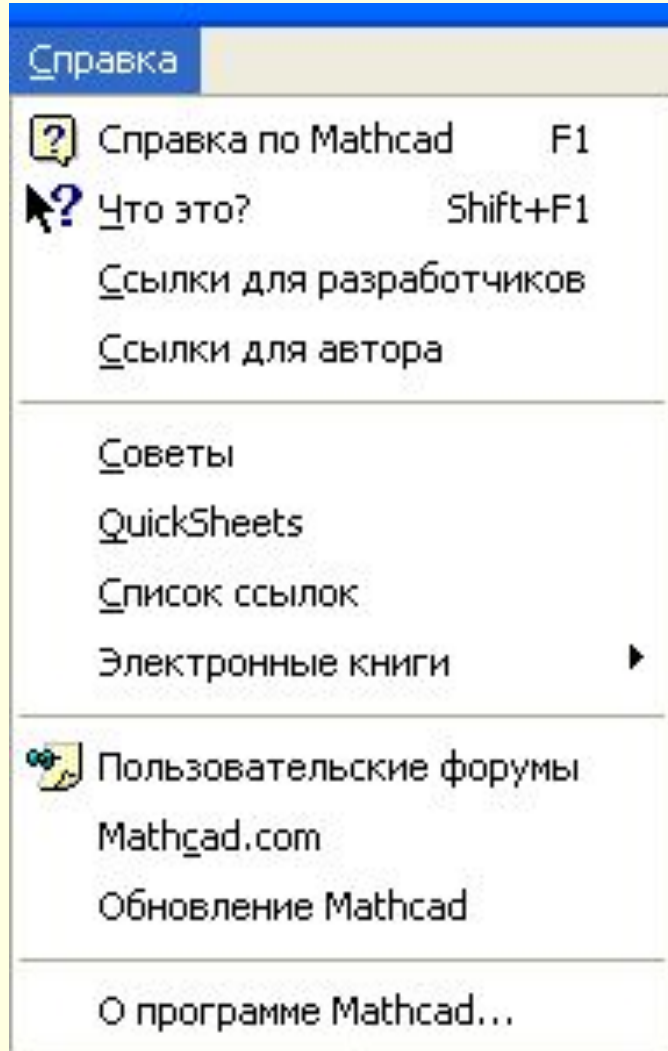 Справка
Справка по Mathcad F1
Что это? Shift+F1
Ссылки для разработчиков
Ссылки для автора
Советы
QuickSheets
Список ссылок
Электронные книги
Пользовательские форумы
Mathcad.com
Обновление Mathcad
О программе Mathcad...